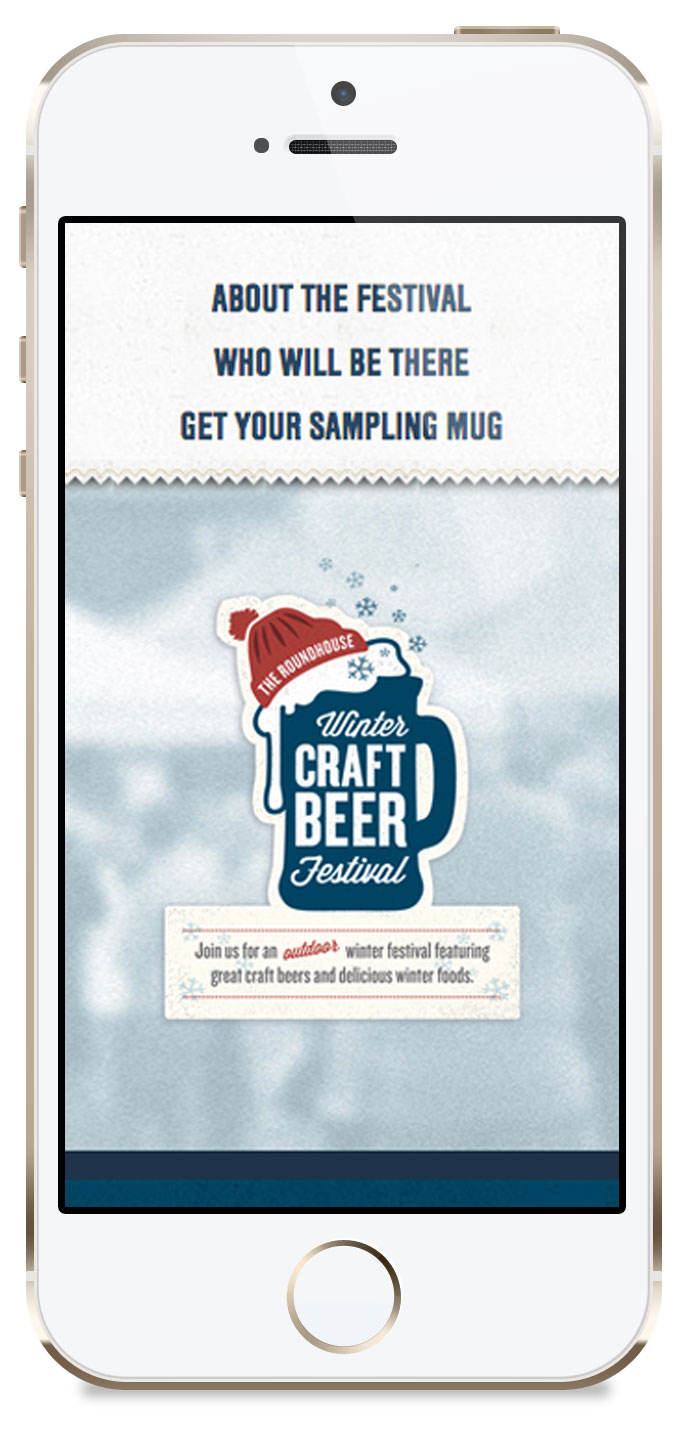 ABOUT THE FESTIVAL
WHO WILL BE THERE
GET YOUR SAMPLING MUG
THE ROUNDHOUSE
Winter
CRAFT
BEER
Festival
Join us for an outdoor winter festival featuring
great craft beers and delicious winter foods.